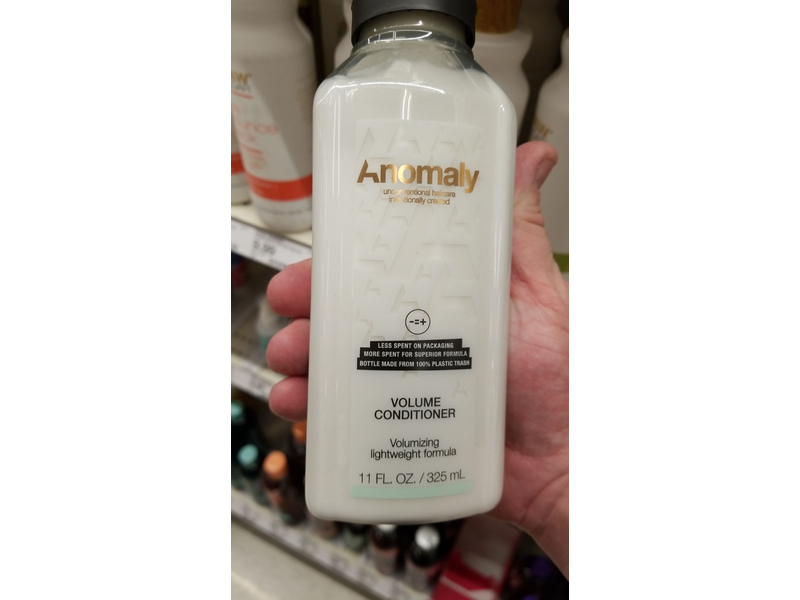 Anomaly
unconventional haircare
intentionally created
-=+
LESS SPENT ON PACKAGING
MORE SPENT FOR SUPERIOR FORMULA
BOTTLE MADE FROM 100% PLASTIC TRASH
VOLUME
CONDITIONER
Volumizing
lightweight formula
11 FL. OZ. / 325 mL